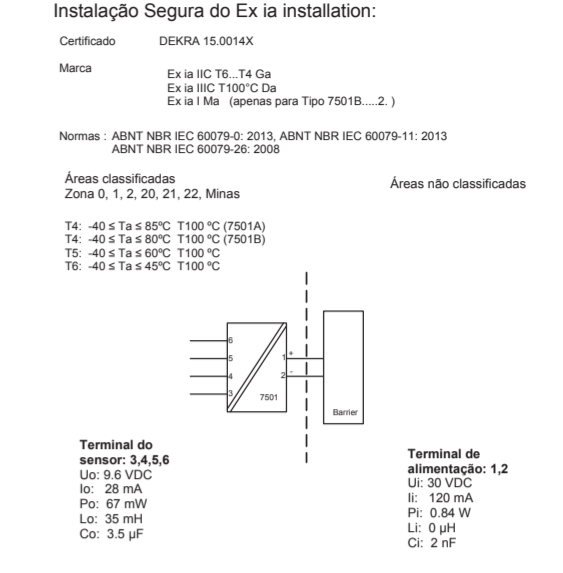 Instalação Segura do Ex ia installation:
Certificado DEKRA 15.0014X
Marca
Ex ia IIC T6...T4 Ga
Ex ia IIIC T100°C Da
Ex ia I Ma (apenas para Tipo 7501B.....2. )
Normas : ABNT NBR IEC 60079-0: 2013, ABNT NBR IEC 60079-11: 2013
ABNT NBR IEC 60079-26: 2008
Áreas classificadas
Zona 0, 1, 2, 20, 21, 22, Minas
Áreas não classificadas
T4: -40 ≤ Ta ≤ 85ºC T100 ºC (7501A)
T4: -40 ≤ Ta ≤ 80ºC T100 ºC (7501B)
T5: -40 ≤ Ta ≤ 60ºC T100 ºC
T6: -40 ≤ Ta ≤ 45ºC T100 ºC
6
5
4
3
1 +
2 -
7501
Barrier
Terminal do
sensor: 3,4,5,6
Uo: 9.6 VDC
Io: 28 mA
Po: 67 mW
Lo: 35 mH
Co: 3.5 µF
Terminal de
alimentação: 1,2
Ui: 30 VDC
Ii: 120 mA
Pi: 0.84 W
Li: 0 µH
Ci: 2 nF